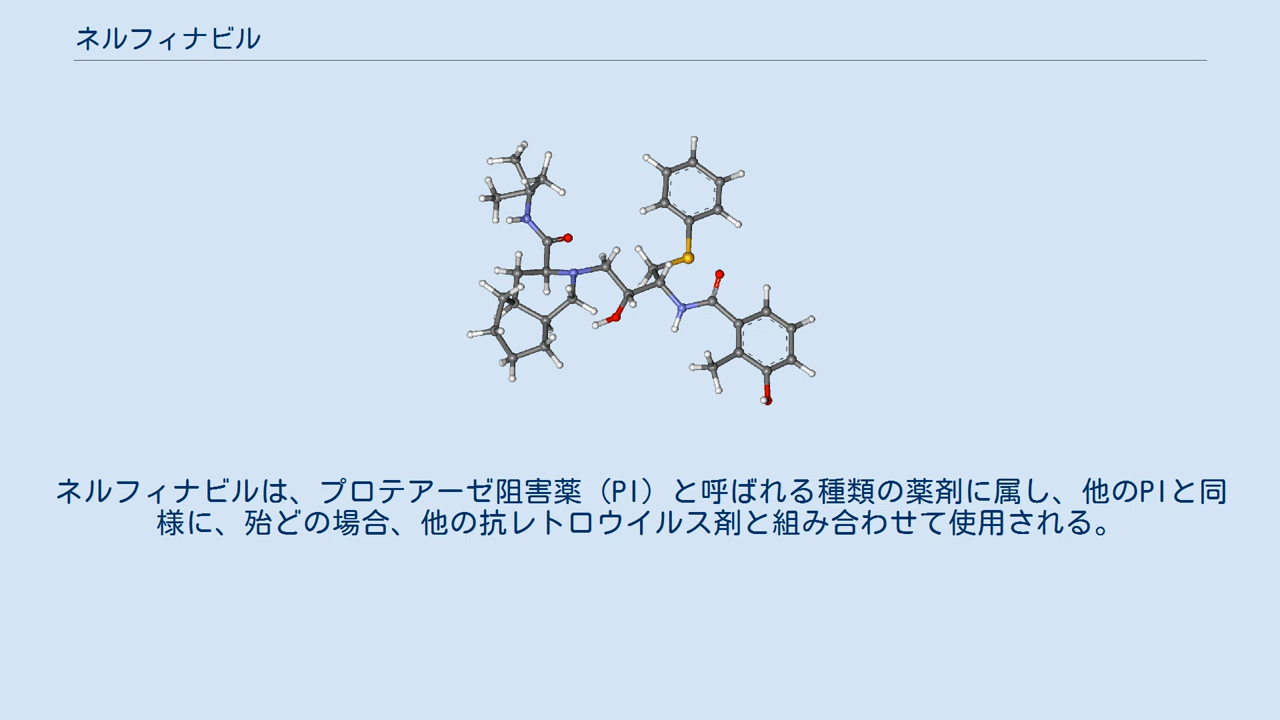 ネルフィナビル
ネルフィナビルは、プロテアーゼ阻害薬（PI）と呼ばれる種類の薬剤に属し、他のPIと同
様に、殆どの場合、他の抗レトロウイルス剤と組み合わせて使用される。